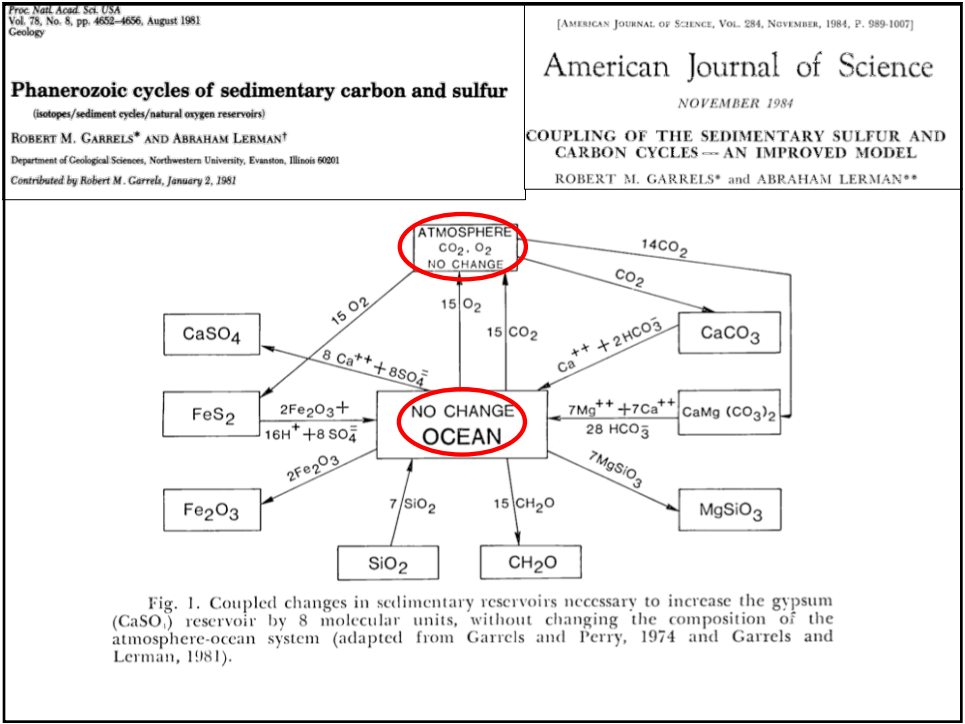 Proc. Natl. Acad. Sci. USA
Vol. 78, No. 8, pp. 4652–4656, August 1981
Geology
Phanerozoic cycles of sedimentary carbon and sulfur
(isotopes/sediment cycles/natural oxygen reservoirs)
ROBERT M. GARRELS* AND ABRAHAM LERMAN†
Department of Geological Sciences, Northwestern University, Evanston, Illinois 60201
Contributed by Robert M. Garrels, January 2, 1981
[AMERICAN JOURNAL OF SCIENCE, VOL. 284, NOVEMBER, 1984, P. 989-1007]
American Journal of Science
NOVEMBER 1984
COUPLING OF THE SEDIMENTARY SULFUR AND
CARBON CYCLES — AN IMPROVED MODEL
ROBERT M. GARRELS* and ABRAHAM LERMAN**
ATMOSPHERE
CO₂, O₂
NO CHANGE
14CO₂
CO₂
15 O₂
15 O₂
15 CO₂
CaSO₄
8 Ca⁺⁺ + 8SO₄⁼
CaCO₃
Ca⁺⁺ + 2HCO₃⁻
FeS₂
2Fe₂O₃ +
16H⁺ + 8 SO₄⁼
NO CHANGE
OCEAN
7Mg⁺⁺ + 7Ca⁺⁺
28 HCO₃⁻
CaMg (CO₃)₂
2Fe₂O₃
7MgSiO₃
Fe₂O₃
7 SiO₂
15 CH₂O
MgSiO₃
SiO₂
CH₂O
Fig. 1. Coupled changes in sedimentary reservoirs necessary to increase the gypsum
(CaSO₄) reservoir by 8 molecular units, without changing the composition of the
atmosphere-ocean system (adapted from Garrels and Perry, 1974 and Garrels and
Lerman, 1981).